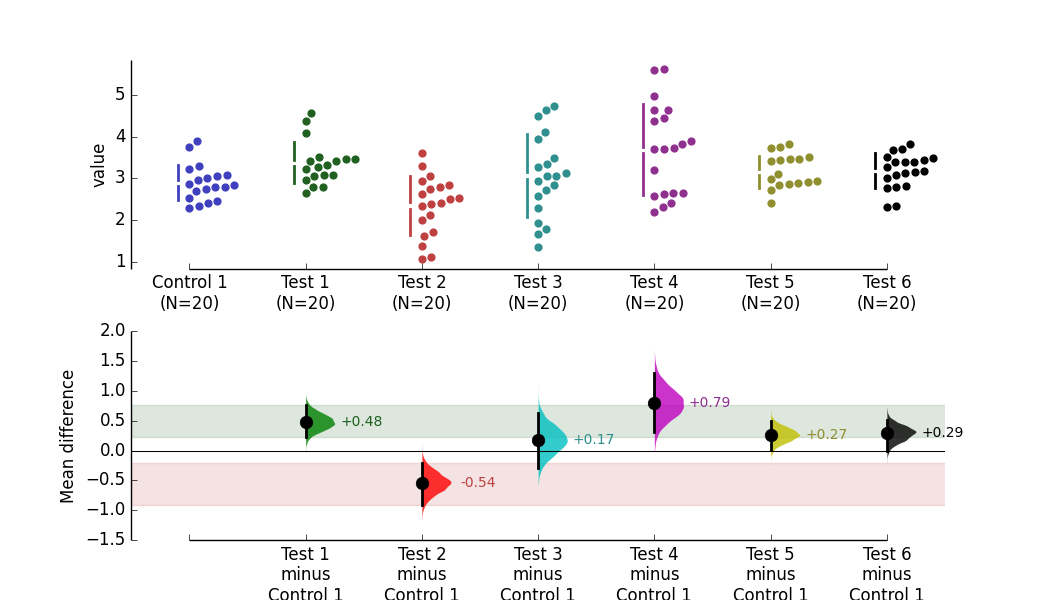 value
5
4
3
2
1
Control 1 Test 1 Test 2 Test 3 Test 4 Test 5 Test 6
(N=20) (N=20) (N=20) (N=20) (N=20) (N=20) (N=20)
Mean difference
2.0
1.5
1.0
0.5
0.0
−0.5
−1.0
−1.5
+0.48
-0.54
+0.17
+0.79
+0.27
+0.29
Test 1 Test 2 Test 3 Test 4 Test 5 Test 6
minus minus minus minus minus minus
Control 1 Control 1 Control 1 Control 1 Control 1 Control 1